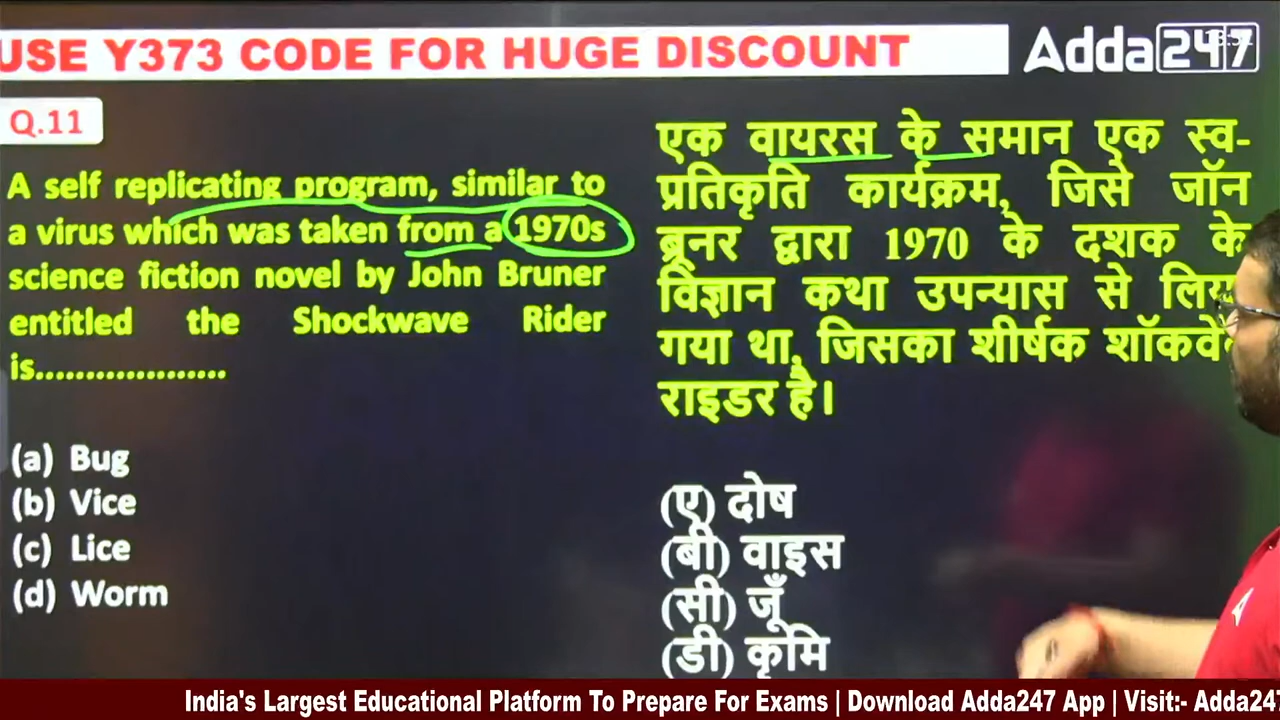 USE Y373 CODE FOR HUGE DISCOUNT
Adda247
Q.11
A self replicating program, similar to
a virus which was taken from a 1970s
science fiction novel by John Bruner
entitled the Shockwave Rider
is...................
(a) Bug
(b) Vice
(c) Lice
(d) Worm
एक वायरस के समान एक स्व-
प्रतिकृति कार्यक्रम, जिसे जॉन
ब्रूनर द्वारा 1970 के दशक के
विज्ञान कथा उपन्यास से
गया था, जिसका शीर्षक
राइडर है।
(ए) दोष
(बी) वाइस
(सी) जूँ
(डी) कृमि
India's Largest Educational Platform To Prepare For Exams | Download Adda247 App | Visit:- Adda247